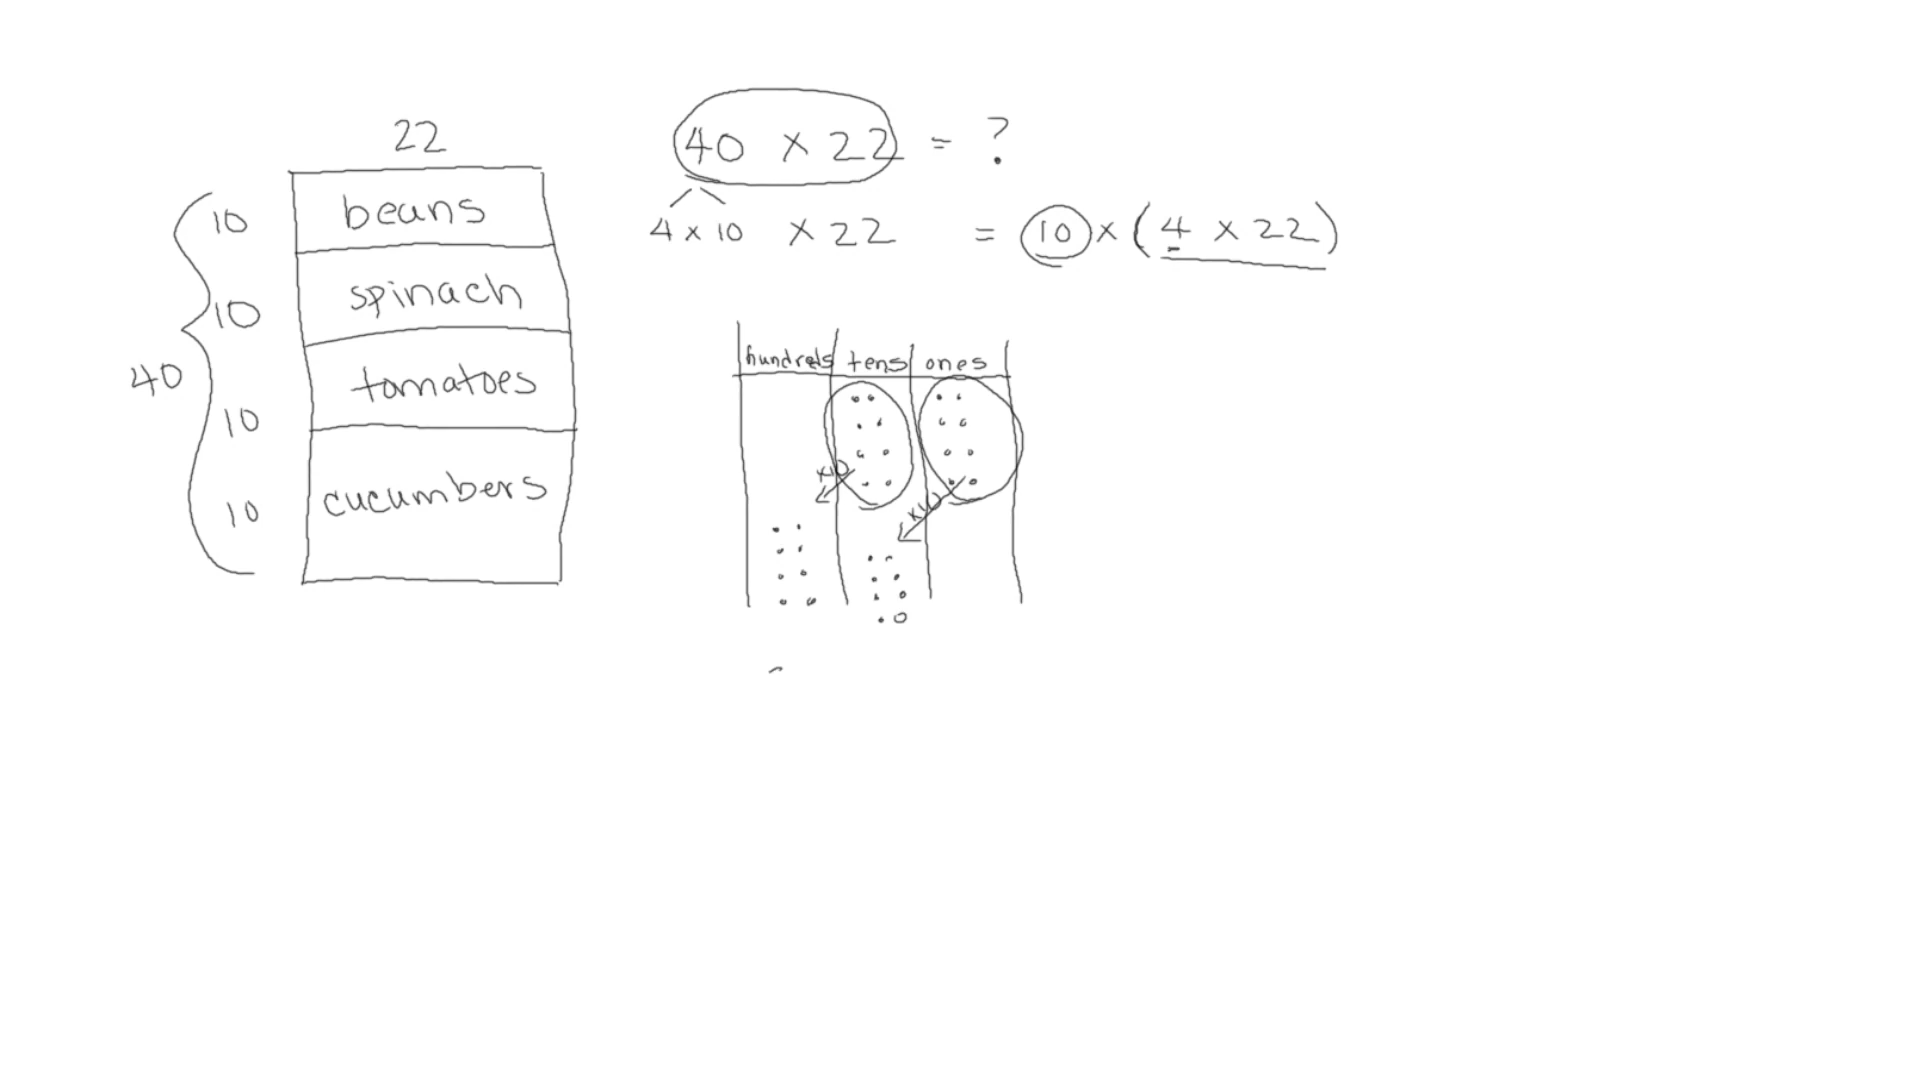 22
10 beans
10 spinach
40
10 tomatoes
10 cucumbers
40 x 22 = ?
4 x 10 x 22 = 10 x (4 x 22)
hundreds tens ones
x10
x10